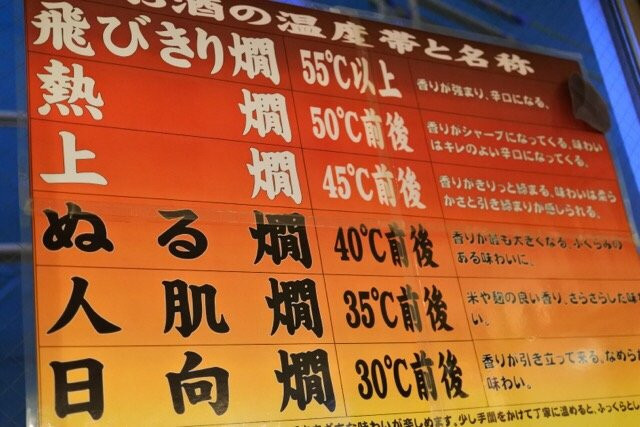 お酒の温度帯と名称
飛びきり燗 55℃以上 香りが強まり、辛口になる。
熱燗 50℃前後 香りがシャープになってくる。味わい
はキレのよい辛口になってくる。
上燗 45℃前後 香りがきりっと締まる。味わいは柔ら
かさと引き締まりが感じられる。
ぬる燗 40℃前後 香りが最も大きくなる。ふくらみの
ある味わいに。
人肌燗 35℃前後 米や麹の良い香り。さらさらした味わ
い。
日向燗 30℃前後 香りが引き立って来る。なめら
味わい。
な味わいが楽しめます。少し手間をかけて丁寧に温めると、ふっくらとし